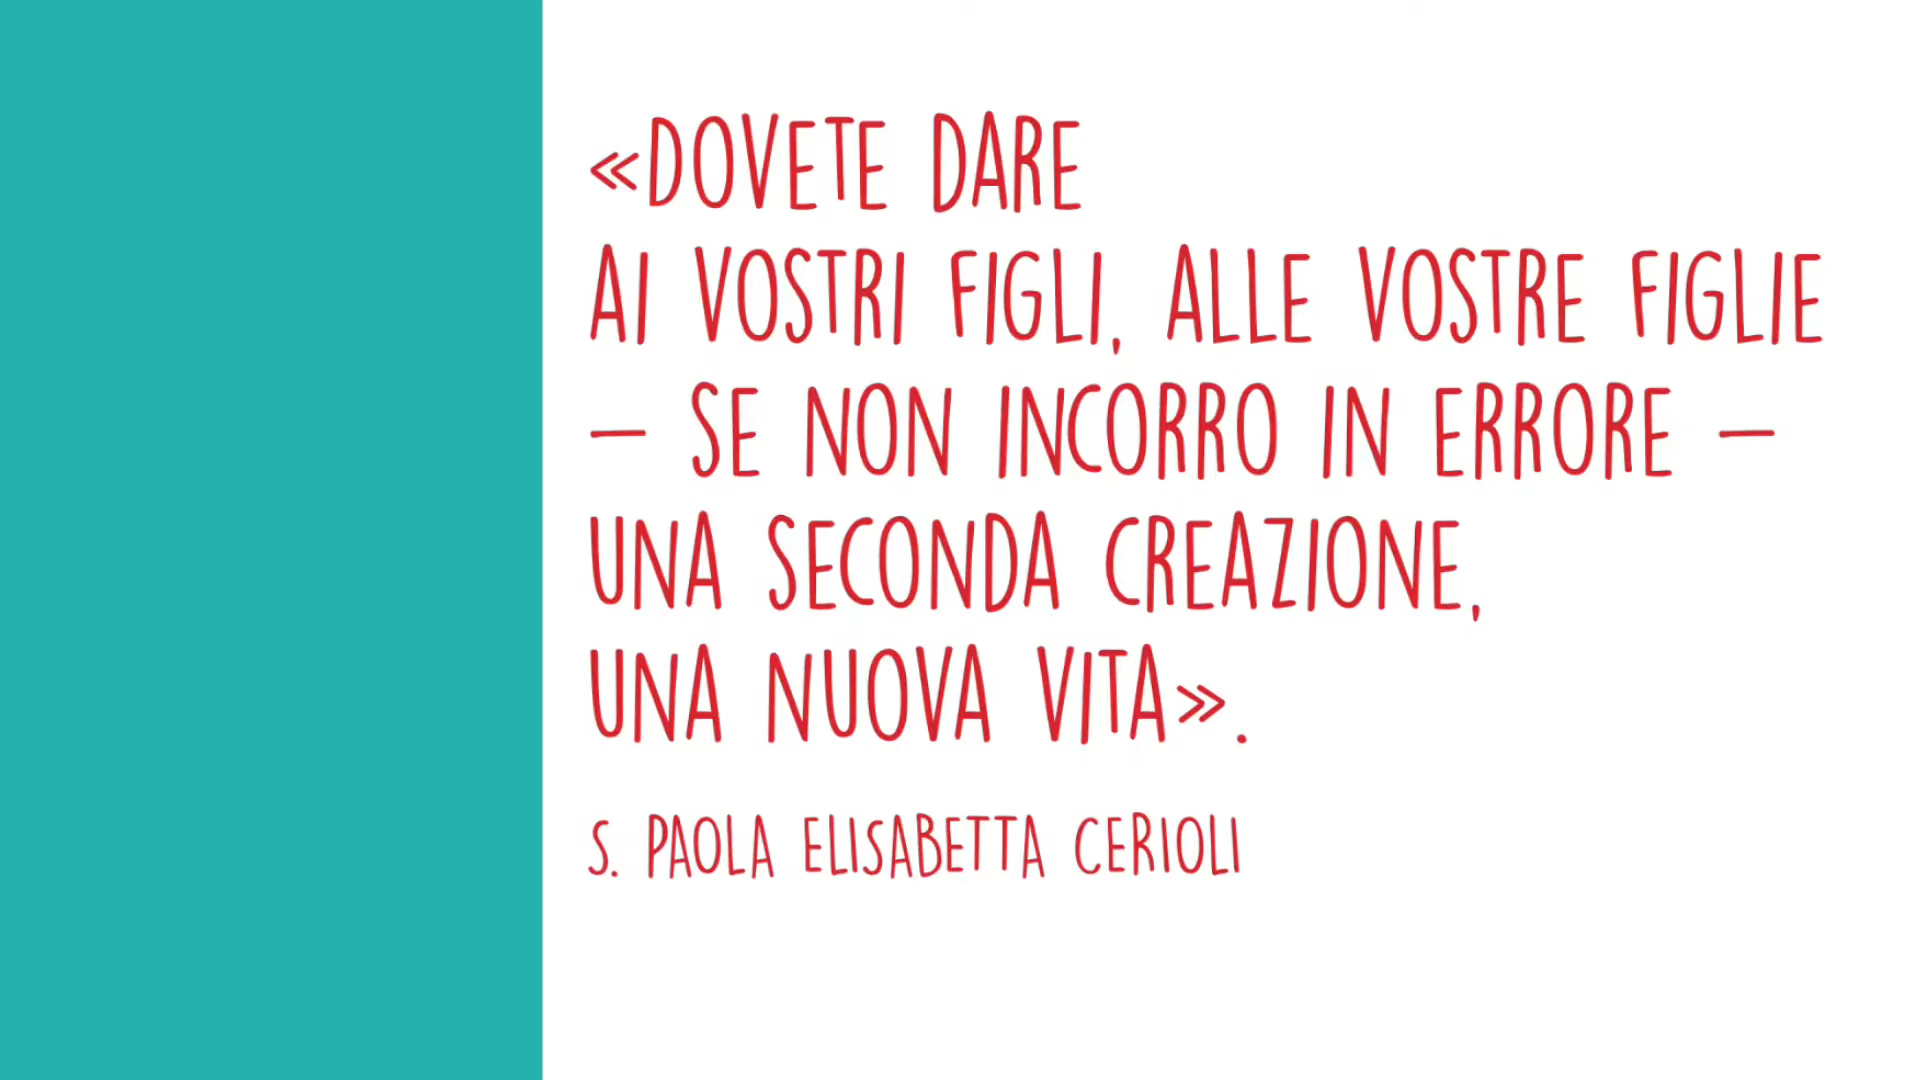 «DOVETE DARE
AI VOSTRI FIGLI, ALLE VOSTRE FIGLIE
– SE NON INCORRO IN ERRORE –
UNA SECONDA CREAZIONE,
UNA NUOVA VITA».
S. PAOLA ELISABETTA CERIOLI